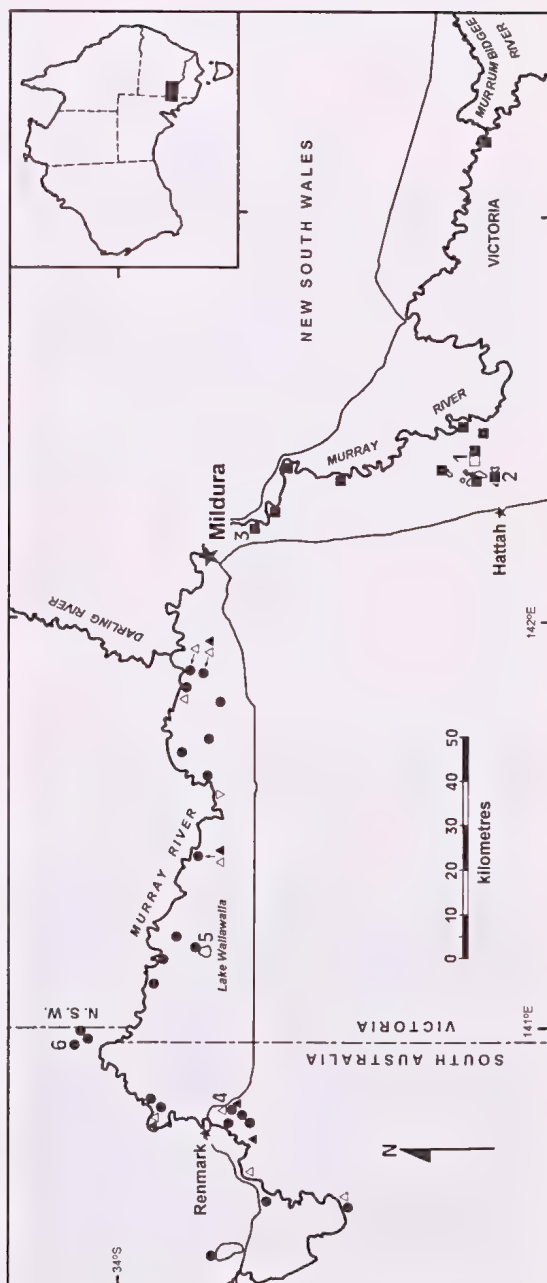 34°S
Renmark
4
6
N.S.W.
SOUTH AUSTRALIA
VICTORIA
141°E
N
MURRAY RIVER
5
Lake Wallawalla
0 10 20 30 40 50
kilometres
DARLING RIVER
Mildura
3
142°E
Hattah
1
2
MURRAY RIVER
NEW SOUTH WALES
VICTORIA
MURRUMBIDGEE
RIVER